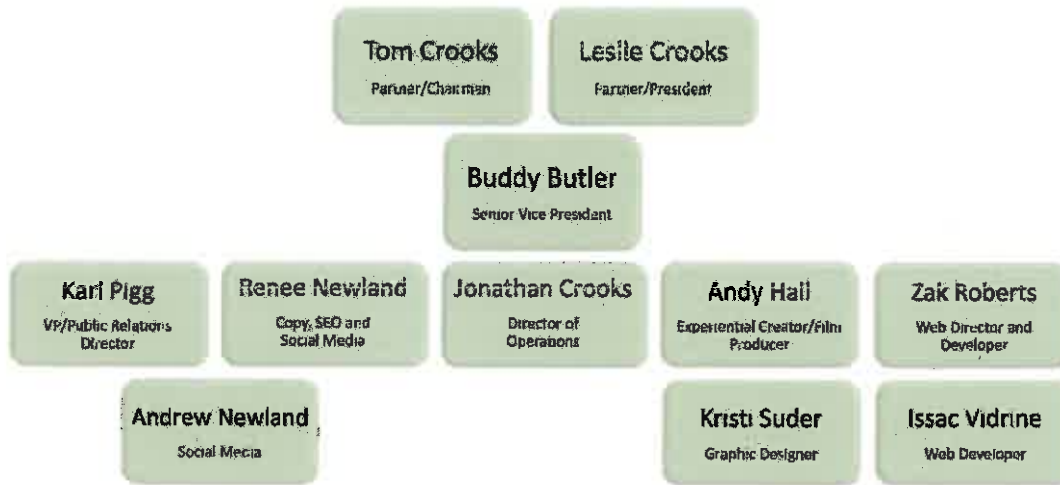 Tom Crooks
Partner/Chairman
Leslie Crooks
Partner/President
Buddy Butler
Senior Vice President
Karl Pigg
VP/Public Relations
Director
Renee Newland
Copy, SEO and
Social Media
Jonathan Crooks
Director of
Operations
Andy Hall
Experiential Creator/Film
Producer
Zak Roberts
Web Director and
Developer
Andrew Newland
Social Media
Kristi Suder
Graphic Designer
Issac Vidrine
Web Developer